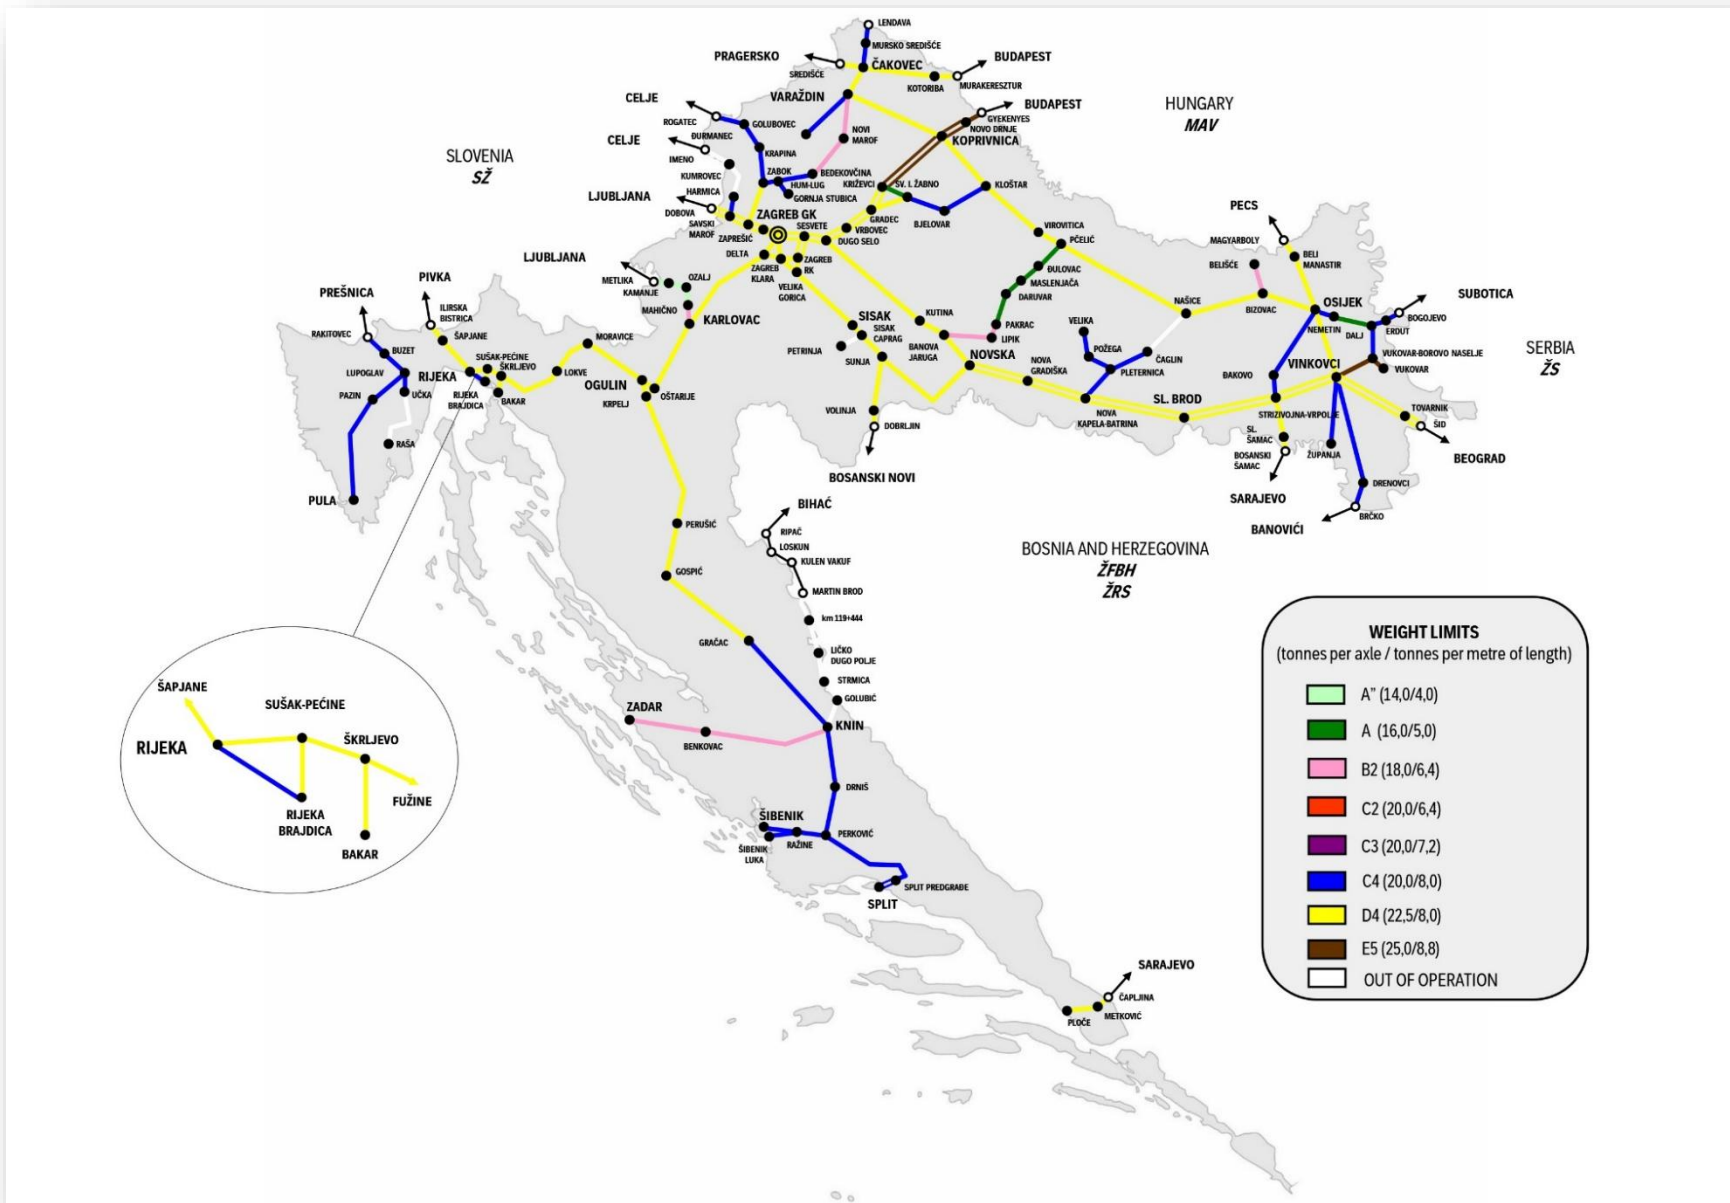 LENDAVA
MURSKO SREDIŠĆE
PRAGERSKO
SREDIŠĆE
ČAKOVEC
BUDAPEST
KOTORIBA
MURAKERESZTUR
CELJE
VARAŽDIN
BUDAPEST
HUNGARY
MAV
ROGATEC
GOLUBOVEC
GYEKENYES
NOVO DRNJE
ĐURMANEC
NOVI
MAROF
KOPRIVNICA
CELJE
SLOVENIA
SŽ
IMENO
KRAPINA
KUMROVEC
ZABOK
BEDEKOVČINA
HUM-LUG
KRIŽEVCI
SV. I. ŽABNO
KLOŠTAR
HARMICA
GORNJA STUBICA
LJUBLJANA
DOBOVA
SAVSKI
MAROF
ZAGREB GK
SESVETE
GRADEC
BJELOVAR
PECS
ZAPREŠIĆ
VRBOVEC
DUGO SELO
VIROVITICA
PČELIĆ
MAGYARBOLY
DELTA
ZAGREB
KLARA
ZAGREB
RK
VELIKA
GORICA
BELIŠĆE
BELI
MANASTIR
LJUBLJANA
METLIKA
KAMANJE
OZALJ
MAHIČNO
KARLOVAC
ĐULOVAC
MASLENJAČA
DARUVAR
PAKRAC
LIPIK
PIVKA
PREŠNICA
ILIRSKA
BISTRICA
RAKITOVEC
ŠAPJANE
MORAVICE
SISAK
SISAK
CAPRAG
PETRINJA
SUNJA
KUTINA
BANOVA
JARUGA
NOVSKA
VELIKA
NAŠICE
BIZOVAC
OSIJEK
NEMETIN
DALJ
ERDUT
BOGOJEVO
SUBOTICA
SERBIA
ŽS
BUZET
LUPOGLAV
SUŠAK-PEĆINE
ŠKRLJEVO
RIJEKA
RIJEKA
BRAJDICA
BAKAR
LOKVE
OGULIN
KRPELJ
OŠTARIJE
PAZIN
UČKA
RAŠA
PULA
POŽEGA
ČAGLIN
PLETERNICA
NOVA
GRADIŠKA
NOVA
KAPELA-BATRINA
SL. BROD
ĐAKOVO
VINKOVCI
VUKOVAR-BOROVO NASELJE
VUKOVAR
STRIZIVOJNA-VRPOLJE
TOVARNIK
ŠID
BEOGRAD
VOLINJA
DOBRLJIN
BOSANSKI NOVI
SL.
ŠAMAC
BOSANSKI
ŠAMAC
ŽUPANJA
SARAJEVO
DRENOVCI
BRČKO
BANOVIĆI
PERUŠIĆ
BIHAĆ
RIPAČ
LOSKUN
KULEN VAKUF
MARTIN BROD
km 119+444
LIČKO
DUGO POLJE
STRMICA
GOLUBIĆ
BOSNIA AND HERZEGOVINA
ŽFBH
ŽRS
GOSPIĆ
GRAČAC
ZADAR
BENKOVAC
KNIN
DRNIŠ
ŠIBENIK
ŠIBENIK
LUKA
RAŽINE
PERKOVIĆ
SPLIT PREDGRAĐE
SPLIT
SARAJEVO
ČAPLJINA
METKOVIĆ
PLOČE
ŠAPJANE
SUŠAK-PEĆINE
RIJEKA
ŠKRLJEVO
FUŽINE
RIJEKA
BRAJDICA
BAKAR
WEIGHT LIMITS
(tonnes per axle / tonnes per metre of length)
A” (14,0/4,0)
A (16,0/5,0)
B2 (18,0/6,4)
C2 (20,0/6,4)
C3 (20,0/7,2)
C4 (20,0/8,0)
D4 (22,5/8,0)
E5 (25,0/8,8)
OUT OF OPERATION